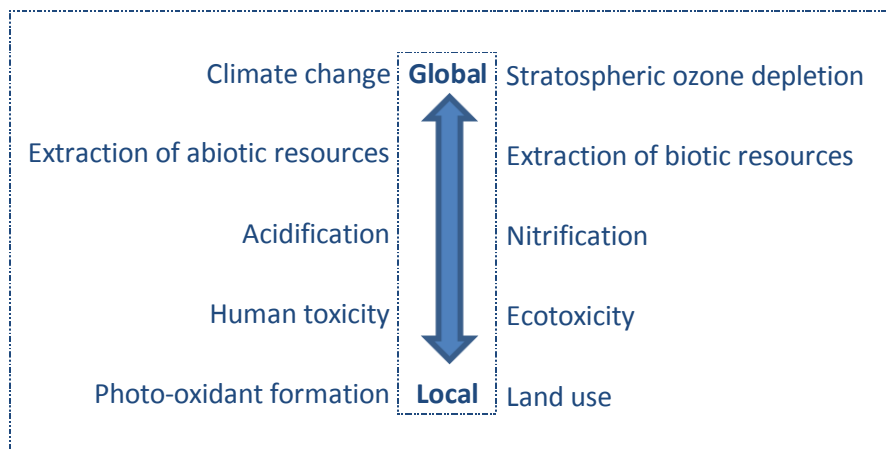 Climate change Global Stratospheric ozone depletion
Extraction of abiotic resources Extraction of biotic resources
Acidification Nitrification
Human toxicity Ecotoxicity
Photo-oxidant formation Local Land use